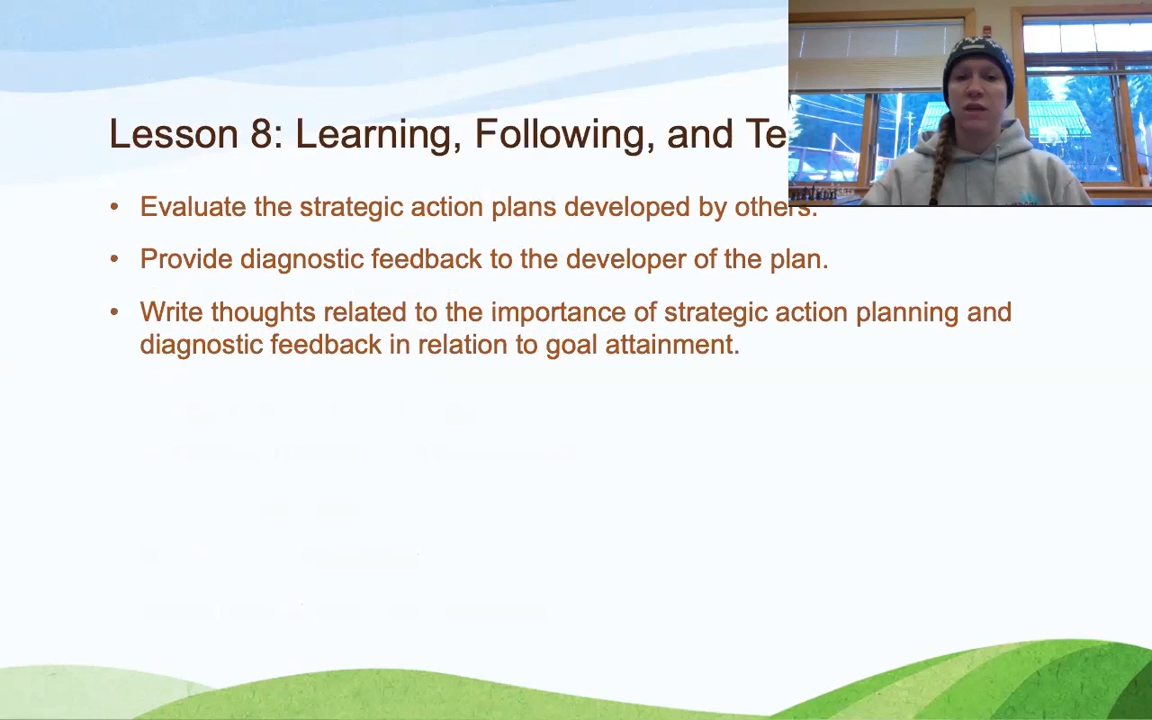 Lesson 8: Learning, Following, and Te
• Evaluate the strategic action plans developed by others.
• Provide diagnostic feedback to the developer of the plan.
• Write thoughts related to the importance of strategic action planning and
diagnostic feedback in relation to goal attainment.